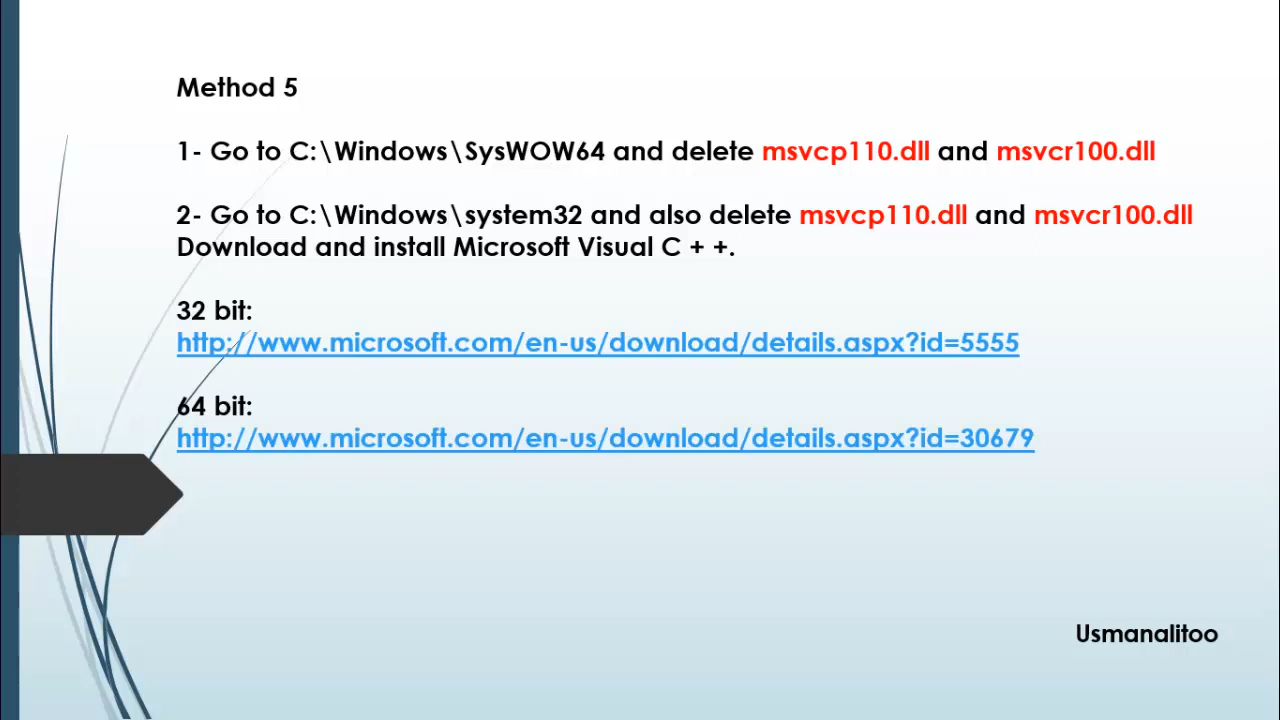 Method 5
1- Go to C:\Windows\SysWOW64 and delete msvcp110.dll and msvcr100.dll
2- Go to C:\Windows\system32 and also delete msvcp110.dll and msvcr100.dll
Download and install Microsoft Visual C + +.
32 bit:
http://www.microsoft.com/en-us/download/details.aspx?id=5555
64 bit:
http://www.microsoft.com/en-us/download/details.aspx?id=30679
Usmanalitoo